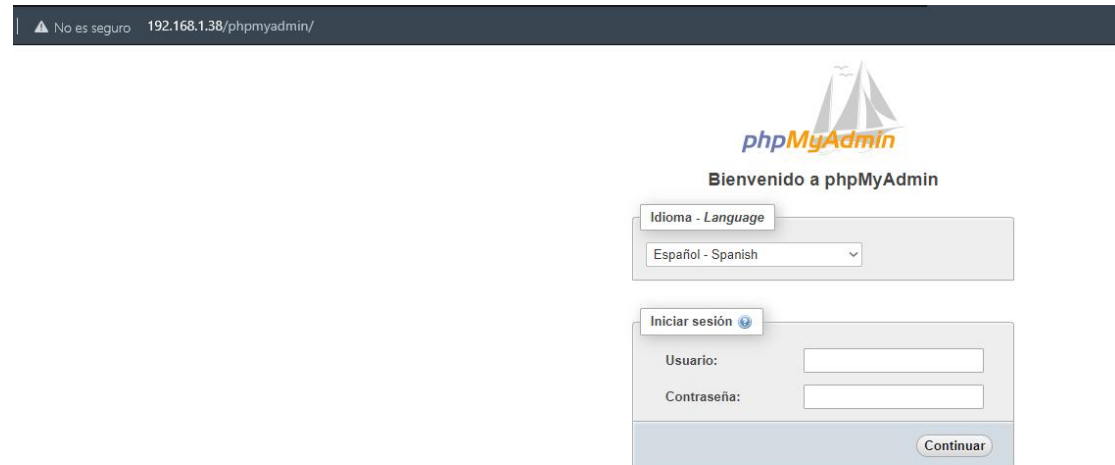 No es seguro 192.168.1.38/phpmyadmin/
phpMyAdmin
Bienvenido a phpMyAdmin
Idioma - Language
Español - Spanish
Iniciar sesión
Usuario:
Contraseña:
Continuar